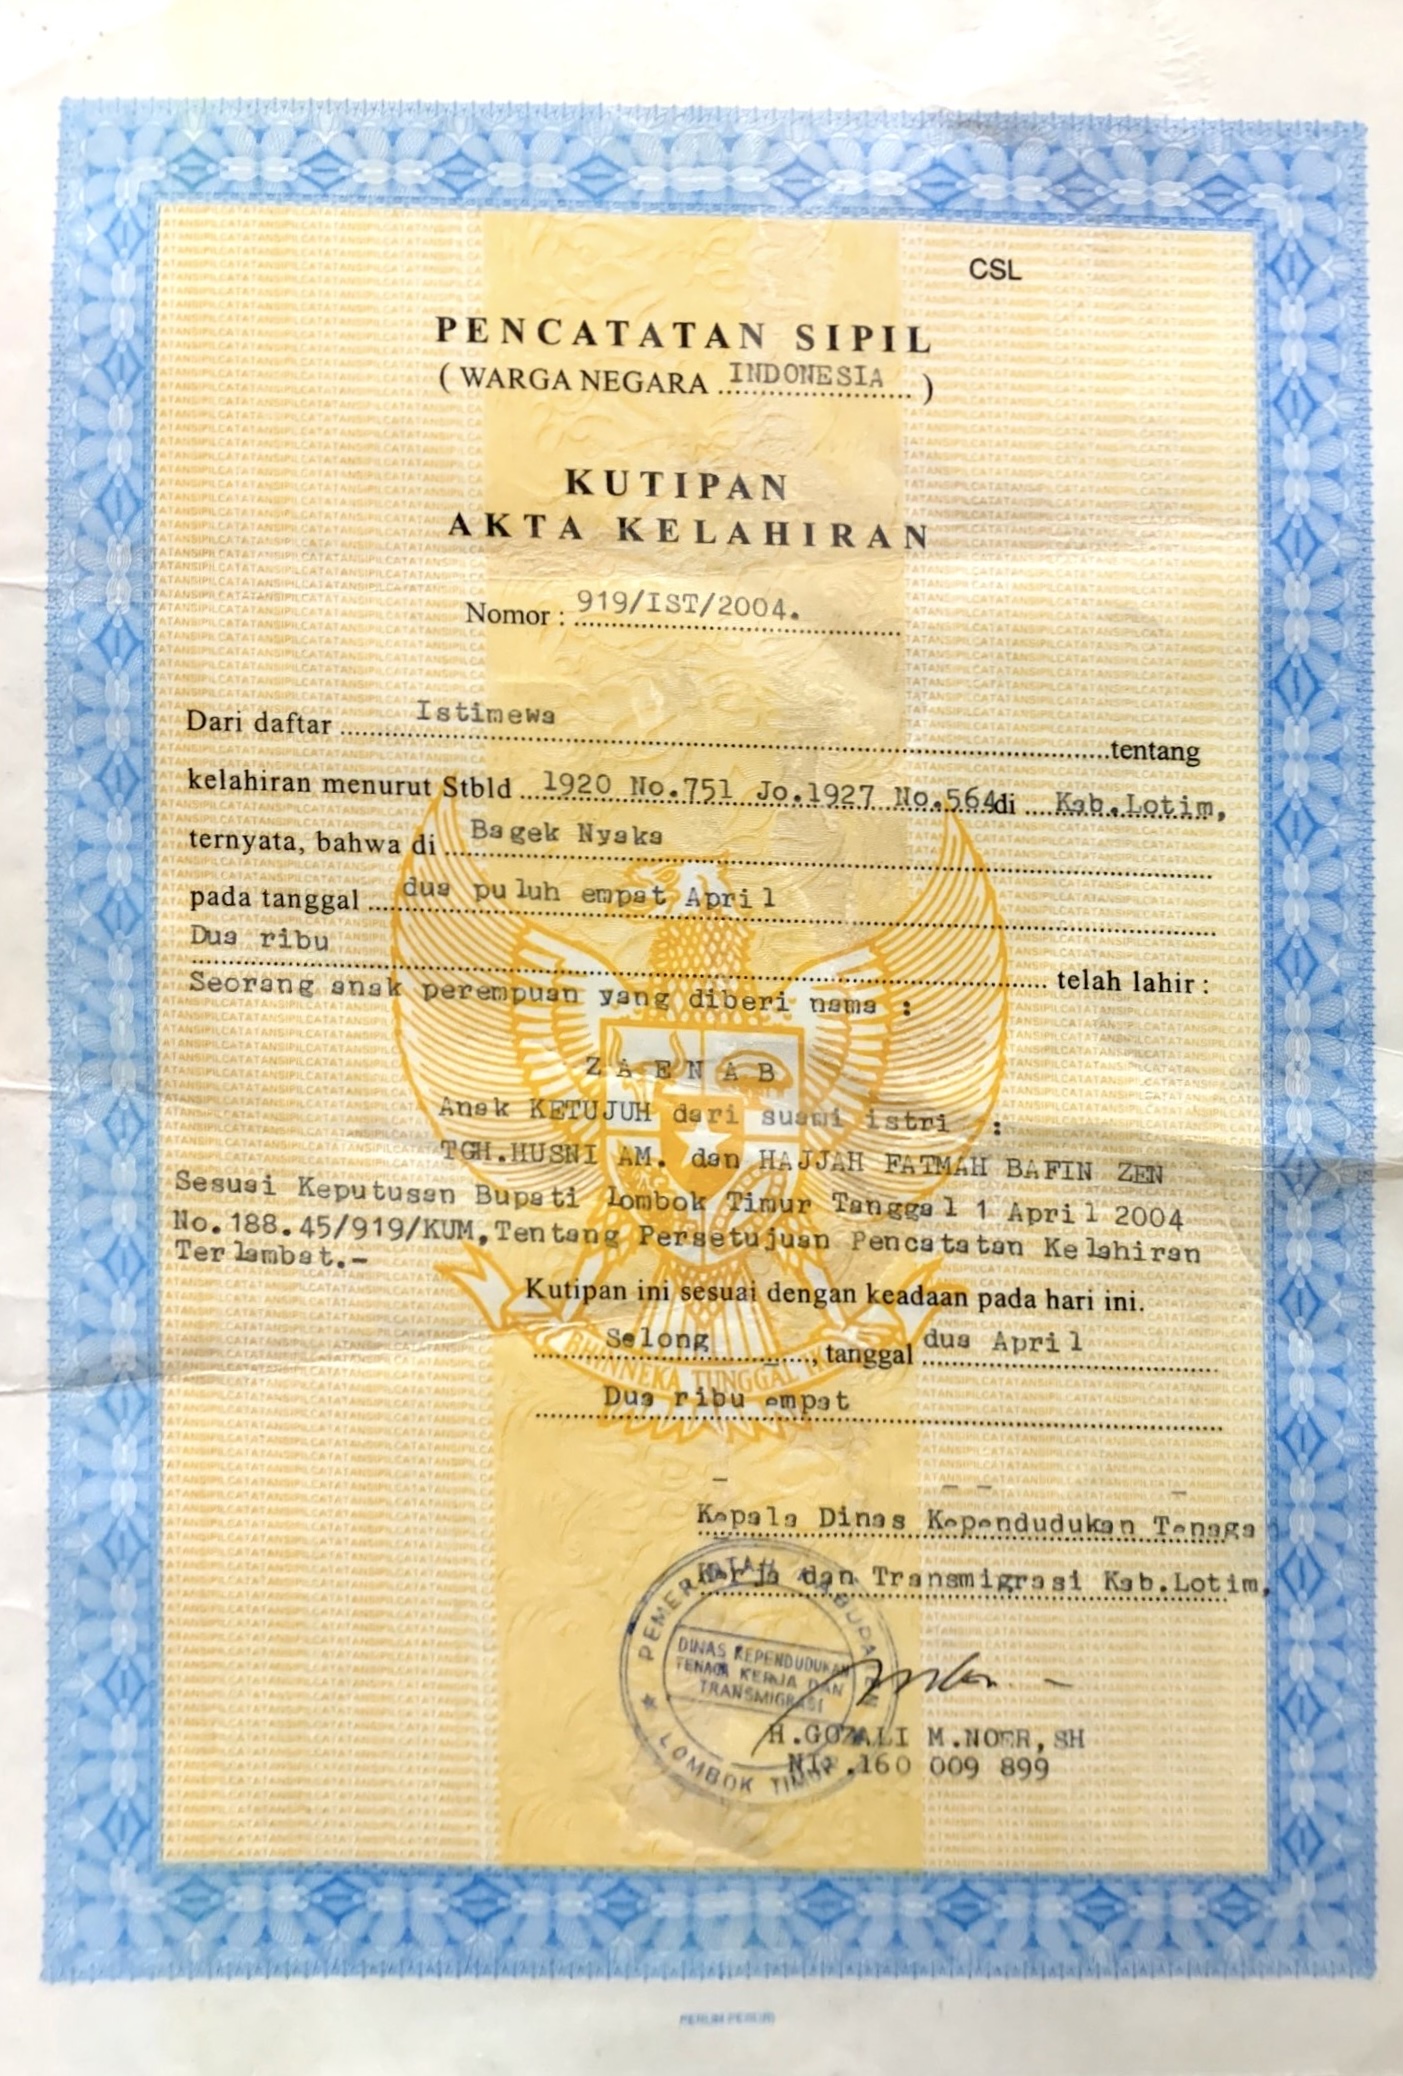 CSL
PENCATATAN SIPIL
( WARGA NEGARA INDONESIA )
KUTIPAN
AKTA KELAHIRAN
Nomor : 919/IST/2004.
Dari daftar Istimewa tentang
kelahiran menurut Stbld 1920 No.751 Jo.1927 No.564 di Kab.Lotim,
ternyata, bahwa di Bagek Nyaka
pada tanggal dua puluh empat April
Dua ribu telah lahir :
Seorang anak perempuan yang diberi nama :
Z A E N A B
Anak KETUJUH dari suami istri :
TGH.HUSNI AM. dan HAJJAH FATMAH BAFIN ZEN
Sesuai Keputusan Bupati Lombok Timur Tanggal 1 April 2004
No.188.45/919/KUM,Tentang Persetujuan Pencatatan Kelahiran
Terlambat.-
Kutipan ini sesuai dengan keadaan pada hari ini.
Selong, tanggal dua April
Dua ribu empat
Kepala Dinas Kependudukan Tenaga
Kerja dan Transmigrasi Kab.Lotim,
PEMERINTAH KABUPATEN
DINAS KEPENDUDUKAN
TENAGA KERJA DAN
TRANSMIGRASI
LOMBOK TIMUR
H.GOZALI M.NOER,SH
NIP.160 009 899
PERUM PERURI